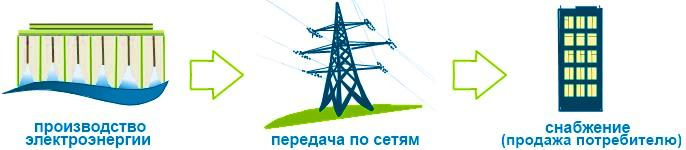 производство
электроэнергии
передача по сетям
снабжение
(продажа потребителю)